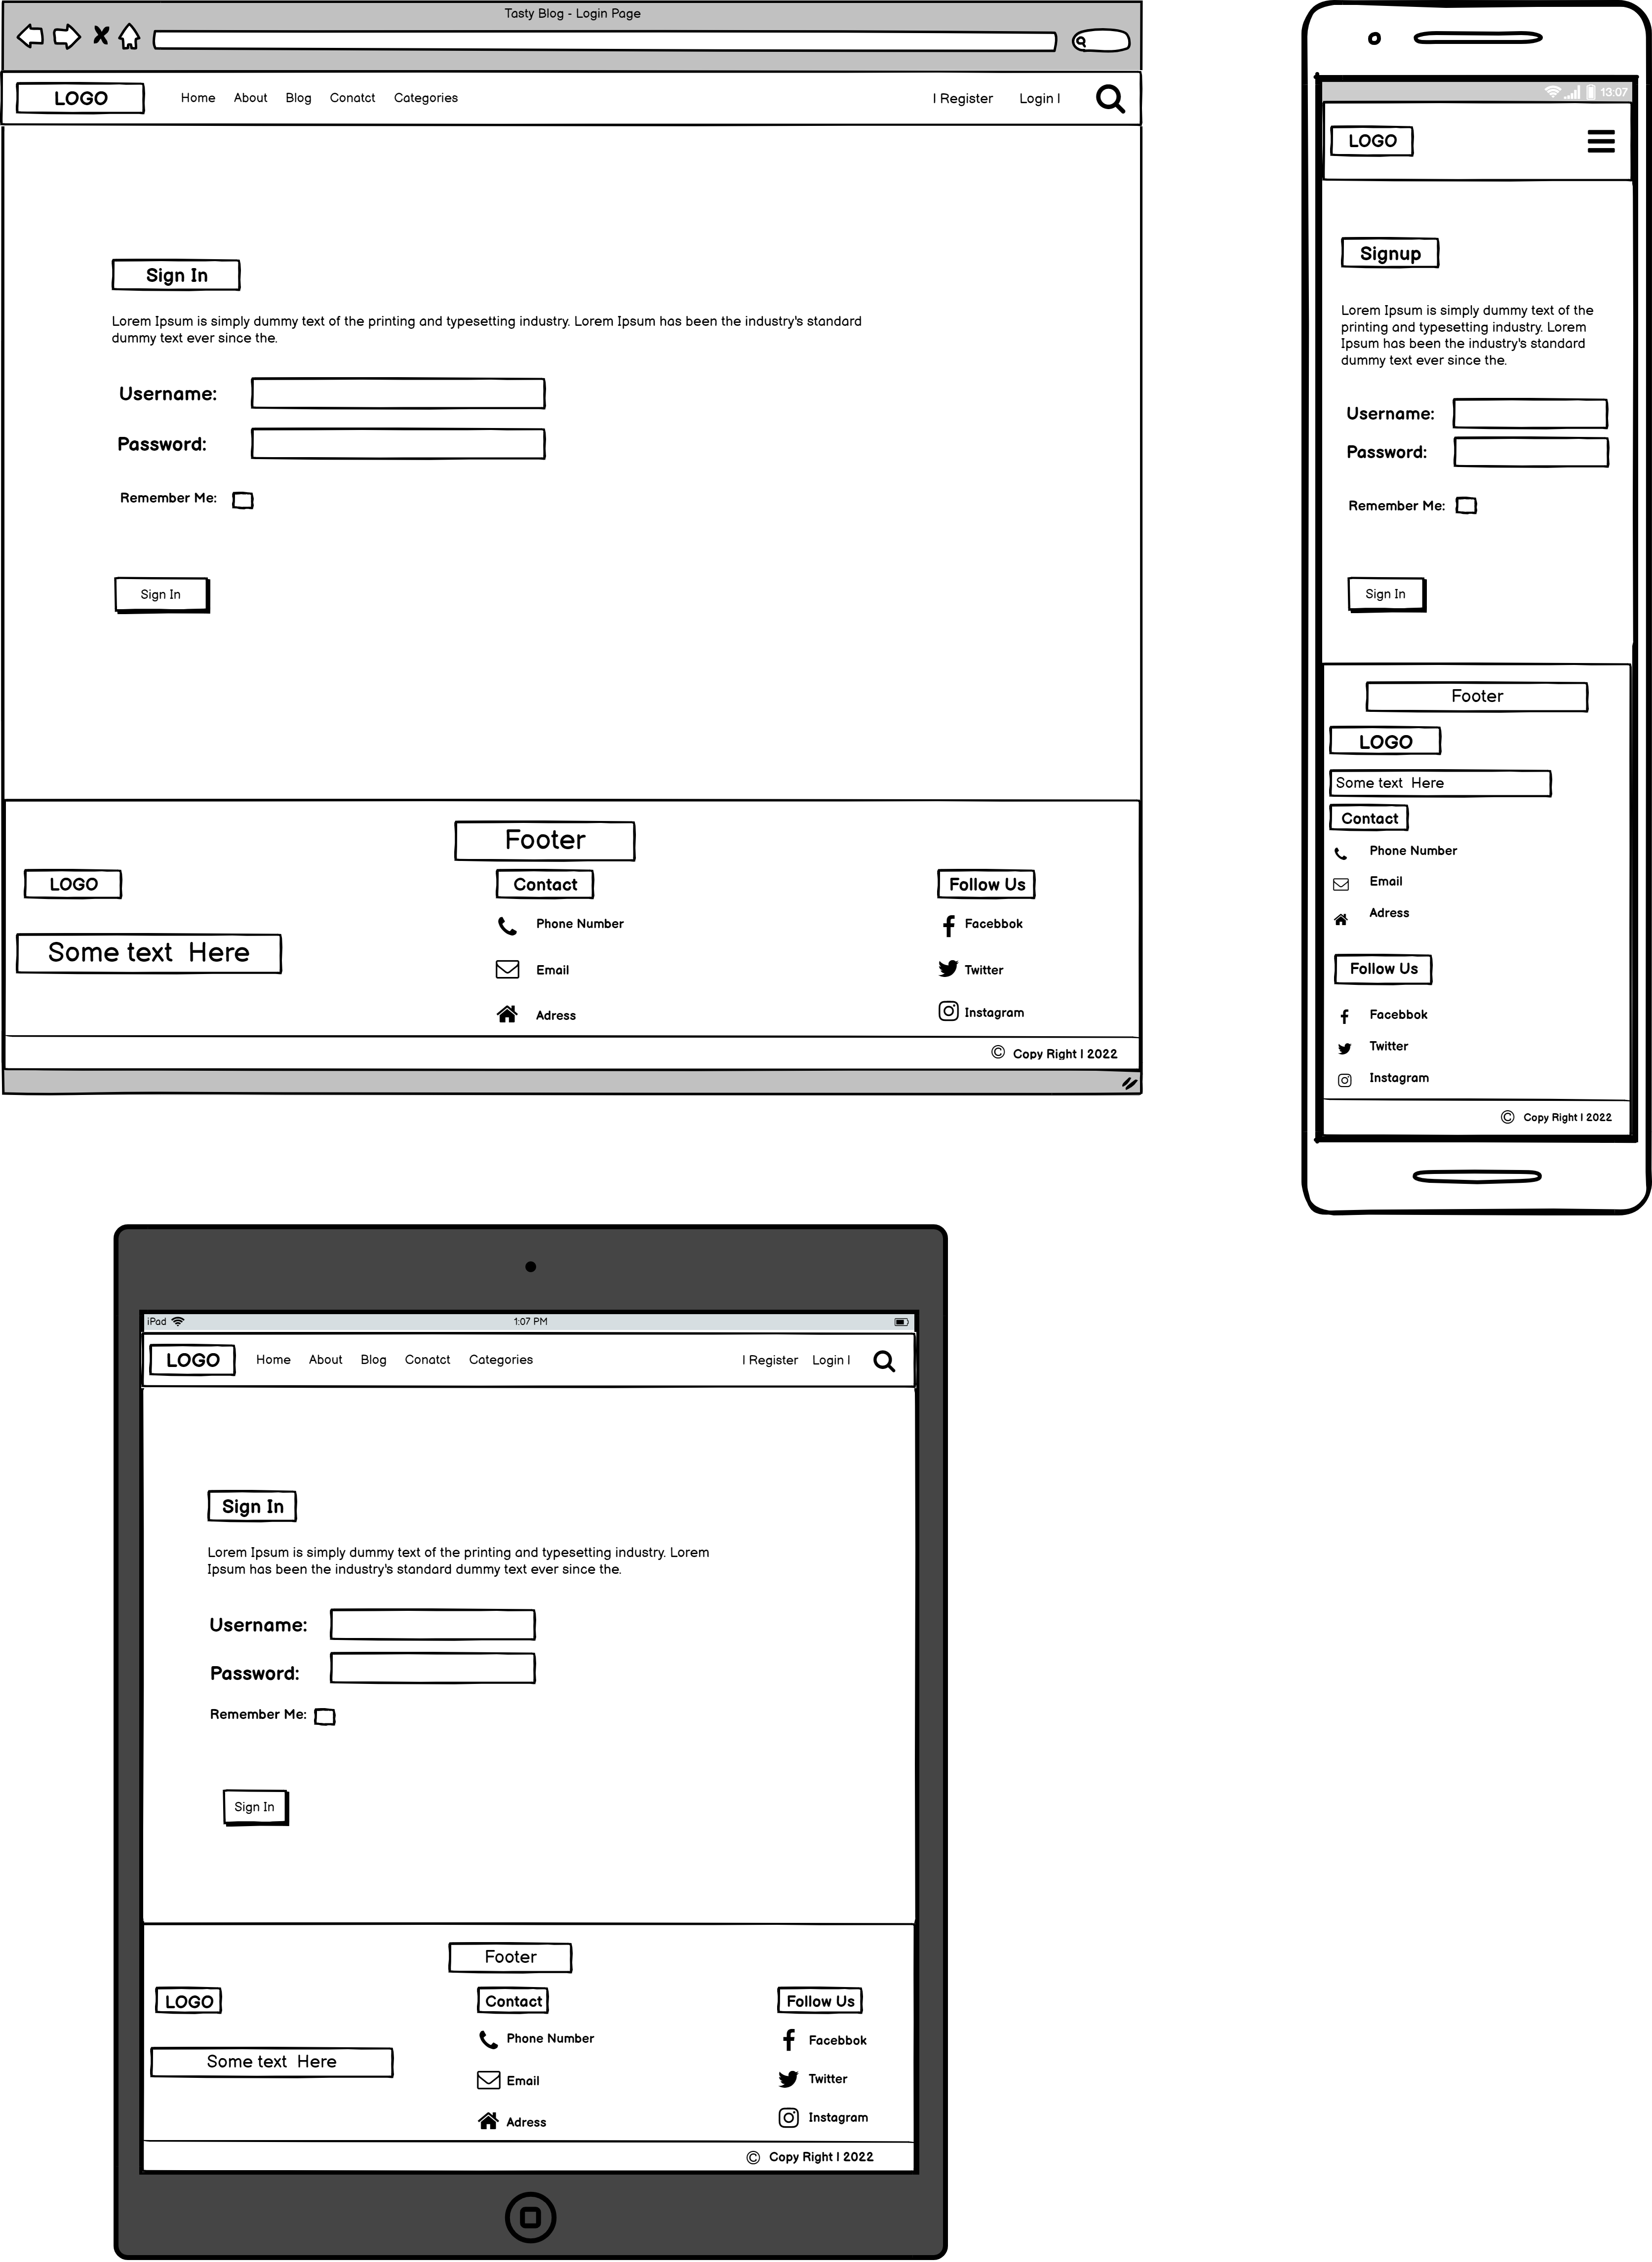 Tasty Blog - Login Page
LOGO
Home About Blog Conatct Categories
| Register Login |
Sign In
Lorem Ipsum is simply dummy text of the printing and typesetting industry. Lorem Ipsum has been the industry's standard
dummy text ever since the.
Username:
Password:
Remember Me:
Sign In
Footer
LOGO
Some text Here
Contact
Phone Number
Email
Adress
Follow Us
Facebbok
Twitter
Instagram
© Copy Right | 2022
13:07
LOGO
Signup
Lorem Ipsum is simply dummy text of the
printing and typesetting industry. Lorem
Ipsum has been the industry's standard
dummy text ever since the.
Username:
Password:
Remember Me:
Sign In
Footer
LOGO
Some text Here
Contact
Phone Number
Email
Adress
Follow Us
Facebbok
Twitter
Instagram
© Copy Right | 2022
iPad 1:07 PM
LOGO
Home About Blog Conatct Categories
| Register Login |
Sign In
Lorem Ipsum is simply dummy text of the printing and typesetting industry. Lorem
Ipsum has been the industry's standard dummy text ever since the.
Username:
Password:
Remember Me:
Sign In
Footer
LOGO
Some text Here
Contact
Phone Number
Email
Adress
Follow Us
Facebbok
Twitter
Instagram
© Copy Right | 2022